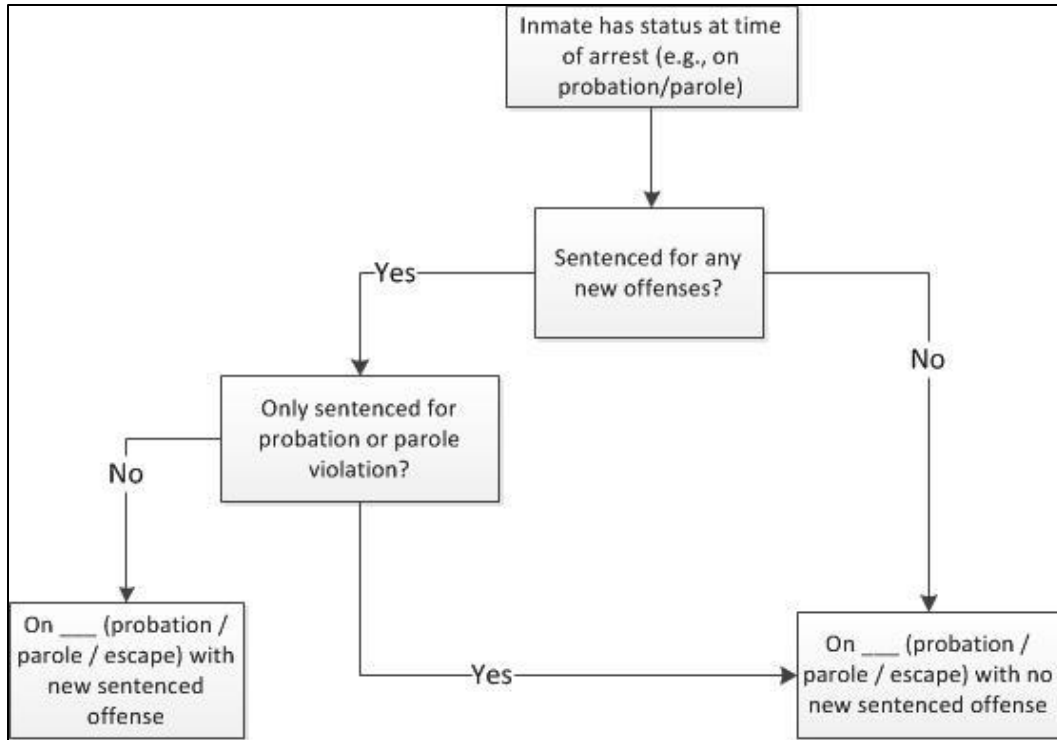 Inmate has status at time
of arrest (e.g., on
probation/parole)
Sentenced for any
new offenses?
Yes
No
Only sentenced for
probation or parole
violation?
No
Yes
On ___ (probation /
parole / escape) with
new sentenced
offense
On ___ (probation /
parole / escape) with no
new sentenced offense